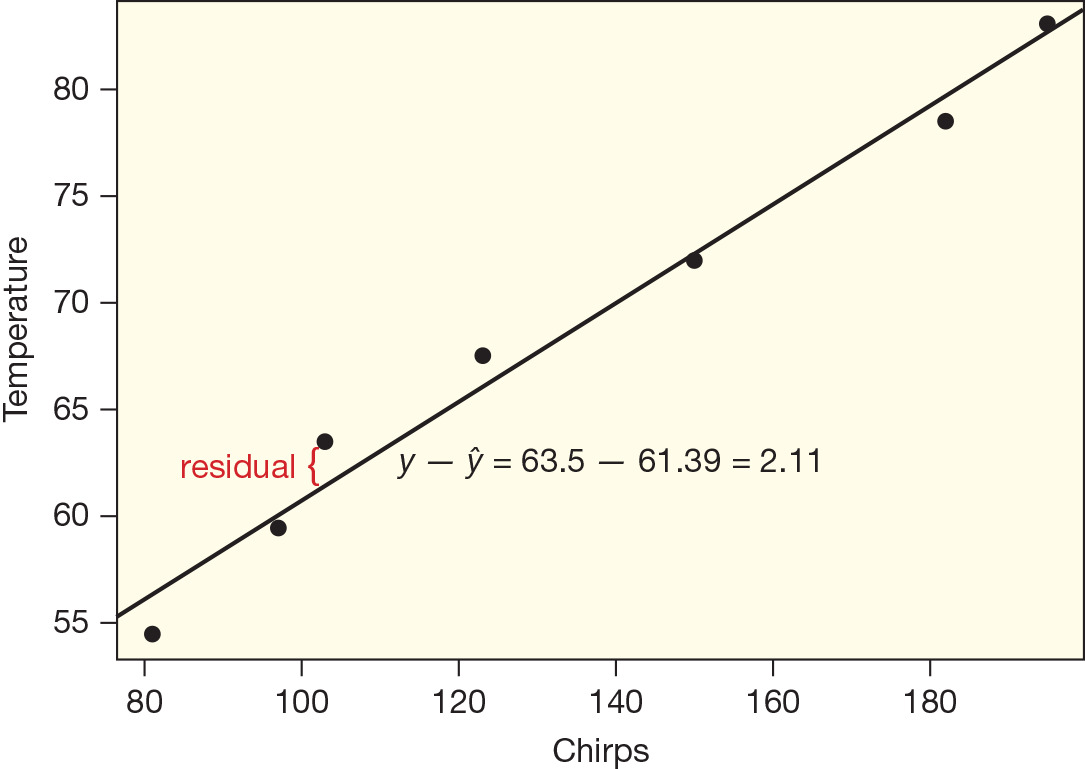 80
75
70
65
60
55
Temperature
residual {
y — ŷ = 63.5 — 61.39 = 2.11
80 100 120 140 160 180
Chirps